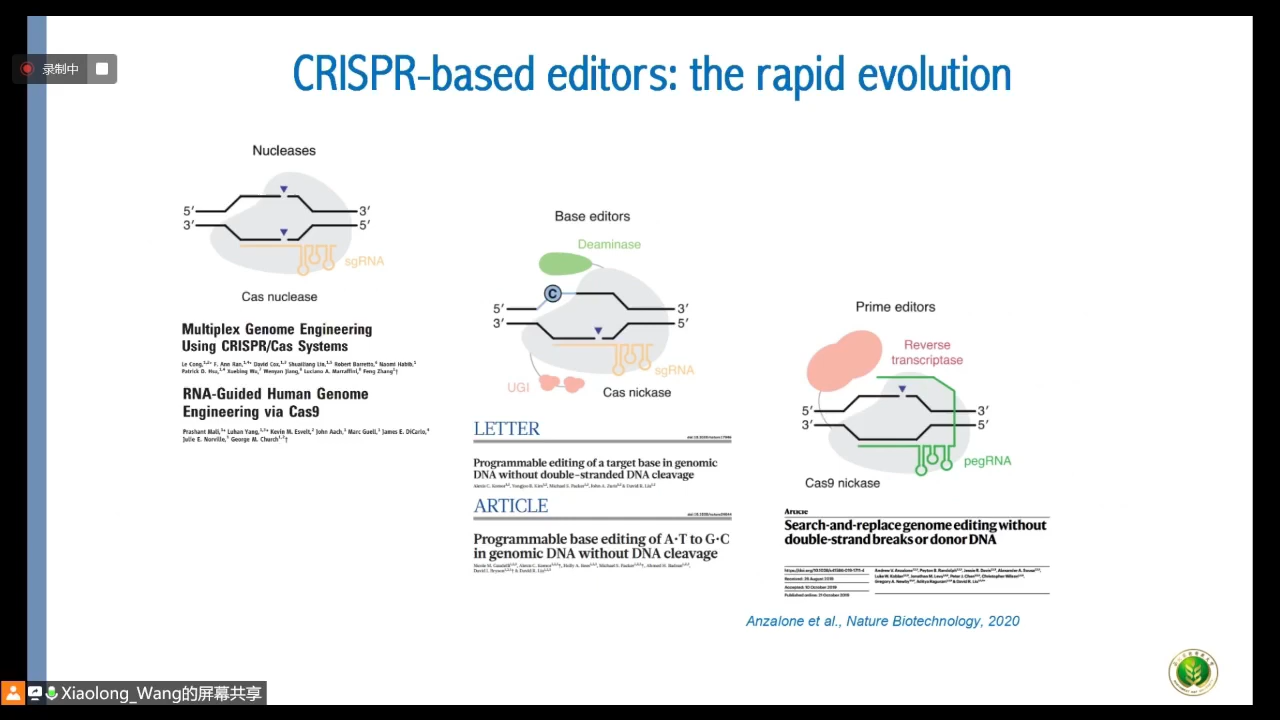 录制中
CRISPR-based editors: the rapid evolution
Nucleases
5′ 3′
3′ 5′
sgRNA
Cas nuclease
Multiplex Genome Engineering
Using CRISPR/Cas Systems
RNA-Guided Human Genome
Engineering via Cas9
Base editors
Deaminase
C
5′ 3′
3′ 5′
sgRNA
UGI
Cas nickase
LETTER
Programmable editing of a target base in genomic
DNA without double-stranded DNA cleavage
ARTICLE
Programmable base editing of A·T to G·C
in genomic DNA without DNA cleavage
Prime editors
Reverse
transcriptase
5′ 3′
3′ 5′
pegRNA
Cas9 nickase
Article
Search-and-replace genome editing without
double-strand breaks or donor DNA
Anzalone et al., Nature Biotechnology, 2020
Xiaolong_Wang的屏幕共享